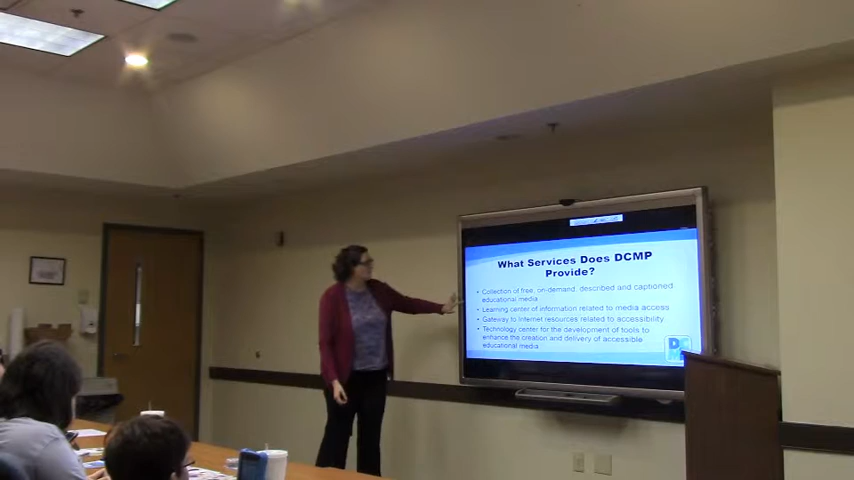 What Services Does DCMP
Provide?
• Collection of free, on-demand, described and captioned
educational media
• Learning center of information related to media access
• Gateway to Internet resources related to accessibility
• Technology center for the development of tools to
enhance the creation and delivery of accessible
educational media